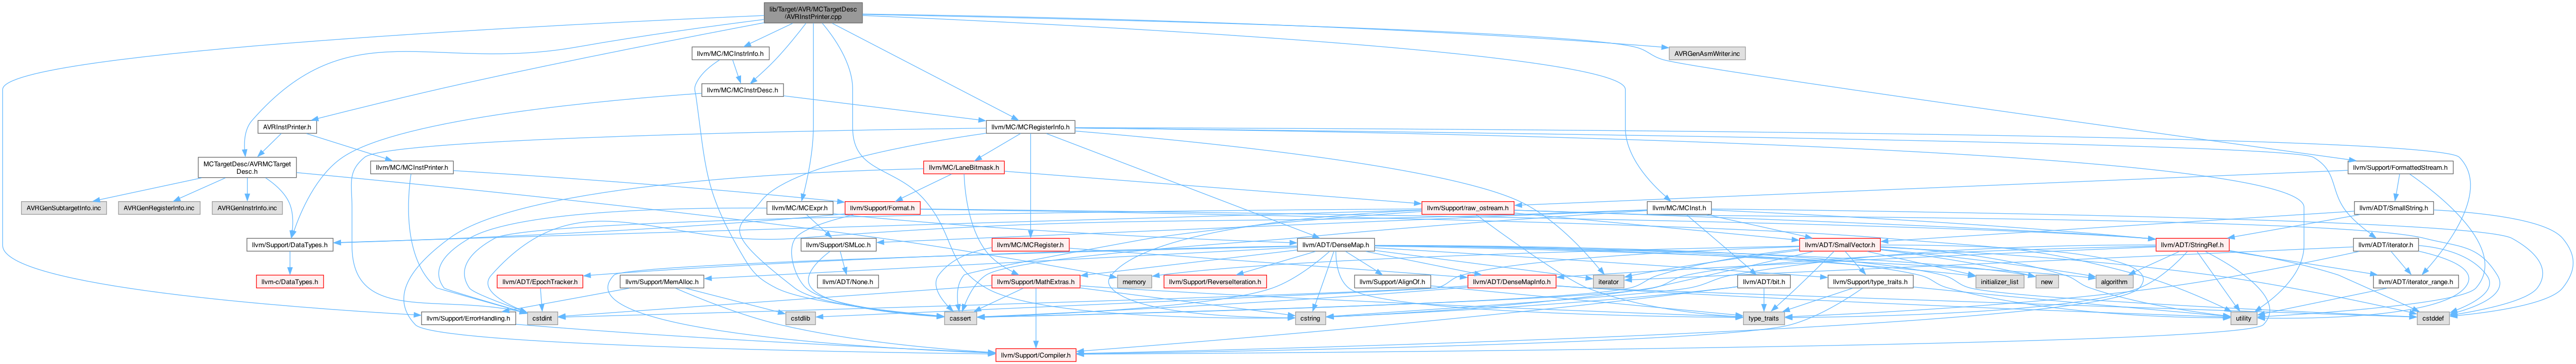 lib/Target/AVR/MCTargetDesc
/AVRInstPrinter.cpp
llvm/MC/MCInstrInfo.h
AVRGenAsmWriter.inc
llvm/MC/MCInstrDesc.h
AVRInstPrinter.h
llvm/MC/MCRegisterInfo.h
MCTargetDesc/AVRMCTarget
Desc.h
llvm/MC/MCInstPrinter.h
llvm/MC/LaneBitmask.h
llvm/Support/FormattedStream.h
AVRGenSubtargetInfo.inc
AVRGenRegisterInfo.inc
AVRGenInstrInfo.inc
llvm/MC/MCExpr.h
llvm/Support/Format.h
llvm/Support/raw_ostream.h
llvm/MC/MCInst.h
llvm/ADT/SmallString.h
llvm/Support/DataTypes.h
llvm/Support/SMLoc.h
llvm/MC/MCRegister.h
llvm/ADT/DenseMap.h
llvm/ADT/SmallVector.h
llvm/ADT/StringRef.h
llvm/ADT/iterator.h
llvm-c/DataTypes.h
llvm/ADT/EpochTracker.h
llvm/Support/MemAlloc.h
llvm/ADT/None.h
llvm/Support/MathExtras.h
memory
llvm/Support/ReverseIteration.h
llvm/Support/AlignOf.h
llvm/ADT/DenseMapInfo.h
iterator
llvm/ADT/bit.h
llvm/Support/type_traits.h
initializer_list
new
algorithm
llvm/ADT/iterator_range.h
llvm/Support/ErrorHandling.h
cstdint
cstdlib
cassert
cstring
type_traits
utility
cstddef
llvm/Support/Compiler.h